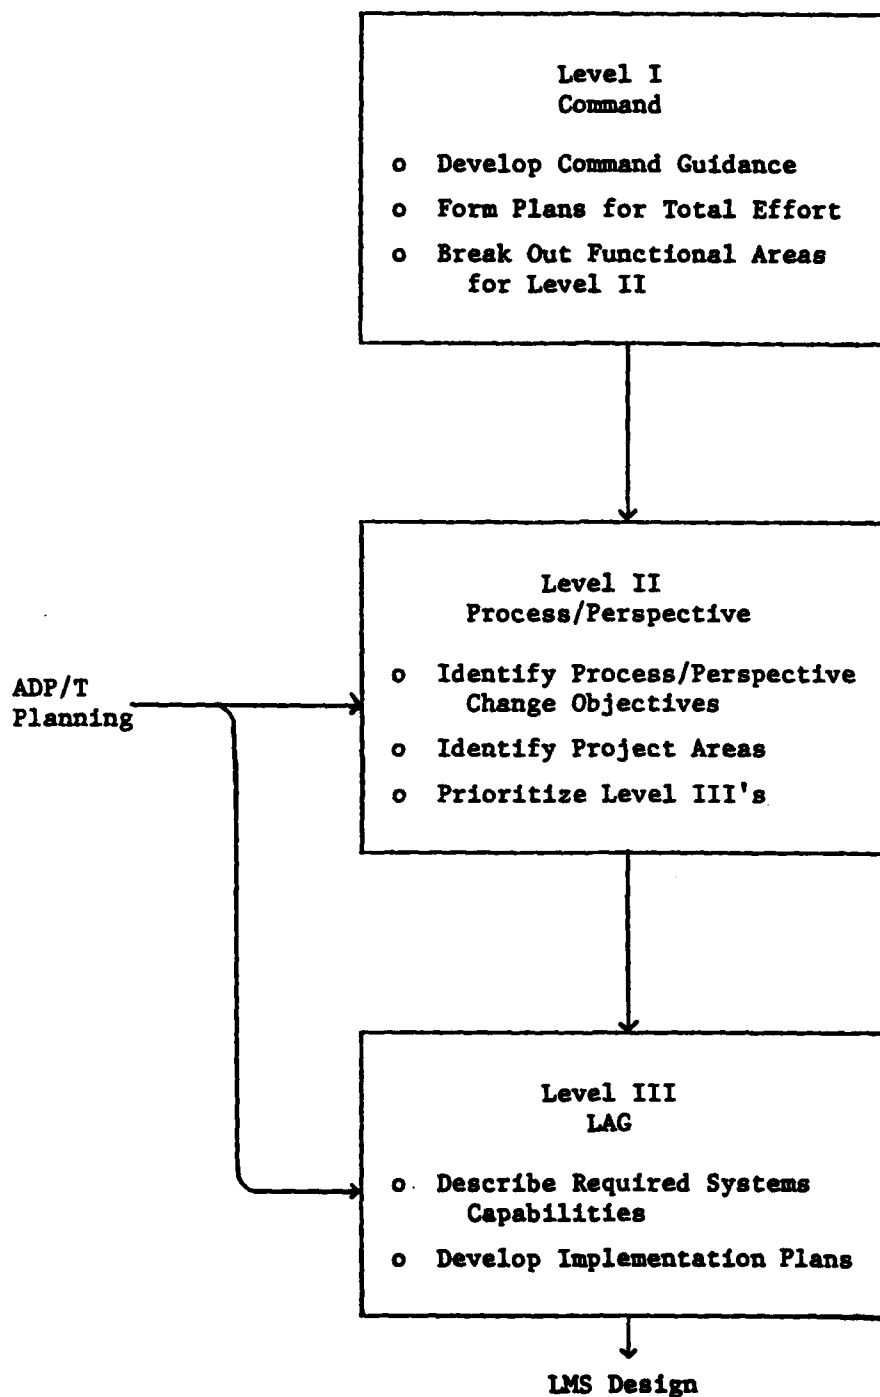 Level I
Command
o Develop Command Guidance
o Form Plans for Total Effort
o Break Out Functional Areas
for Level II
Level II
Process/Perspective
o Identify Process/Perspective
Change Objectives
o Identify Project Areas
o Prioritize Level III's
ADP/T
Planning
Level III
LAG
o Describe Required Systems
Capabilities
o Develop Implementation Plans
LMS Design